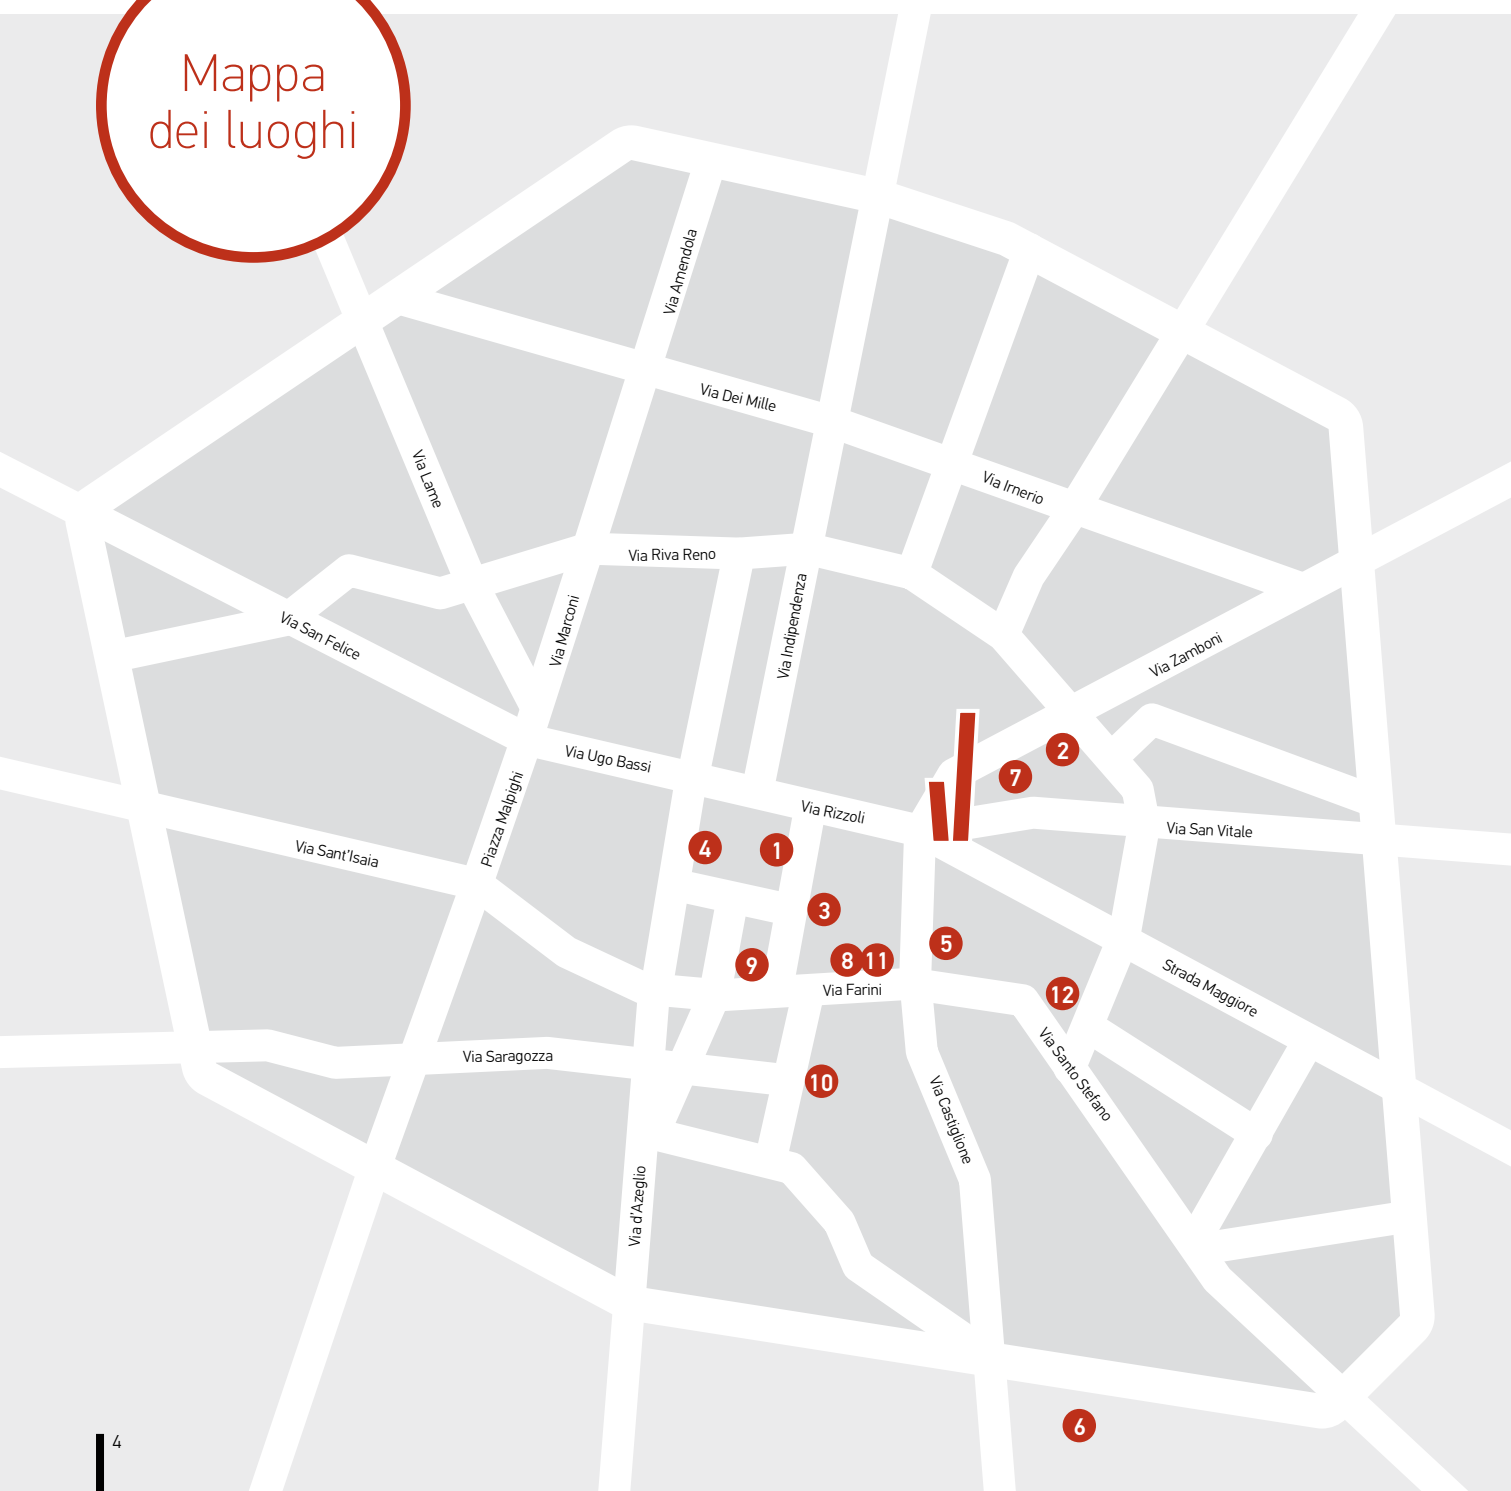 Mappa
dei luoghi
Via Amendola
Via Dei Mille
Via Lame
Via Irnerio
Via Riva Reno
Via Marconi
Via Indipendenza
Via San Felice
Via Zamboni
Via Ugo Bassi
2
7
Piazza Malpighi
Via Rizzoli
Via San Vitale
Via Sant'Isaia
4
1
3
5
8
11
9
Via Farini
12
Strada Maggiore
Via Saragozza
Via Santo Stefano
10
Via Castiglione
Via d'Azeglio
6
4